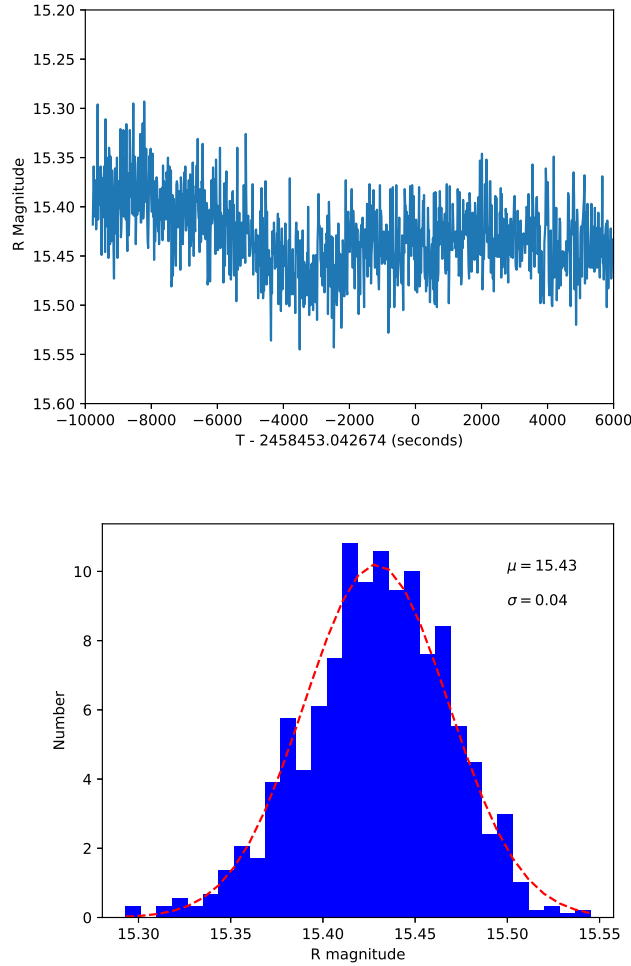 15.20
15.25
15.30
15.35
15.40
15.45
15.50
15.55
15.60
R Magnitude
−10000 −8000 −6000 −4000 −2000 0 2000 4000 6000
T - 2458453.042674 (seconds)
μ = 15.43
σ = 0.04
10
8
6
4
2
0
Number
15.30 15.35 15.40 15.45 15.50 15.55
R magnitude